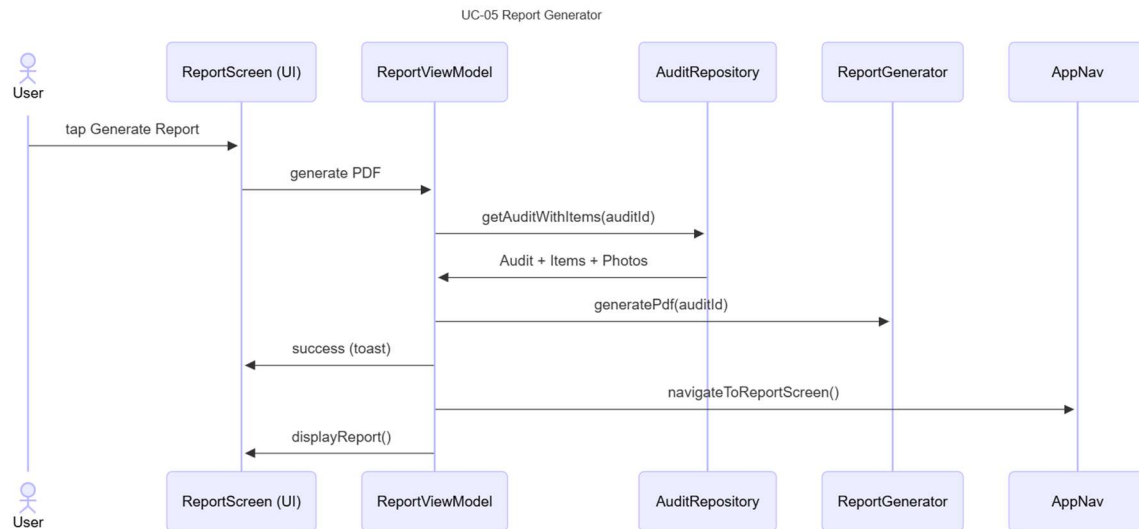 UC-05 Report Generator
User
ReportScreen (UI)
ReportViewModel
AuditRepository
ReportGenerator
AppNav
tap Generate Report
generate PDF
getAuditWithItems(auditId)
Audit + Items + Photos
generatePdf(auditId)
success (toast)
navigateToReportScreen()
displayReport()
User
ReportScreen (UI)
ReportViewModel
AuditRepository
ReportGenerator
AppNav